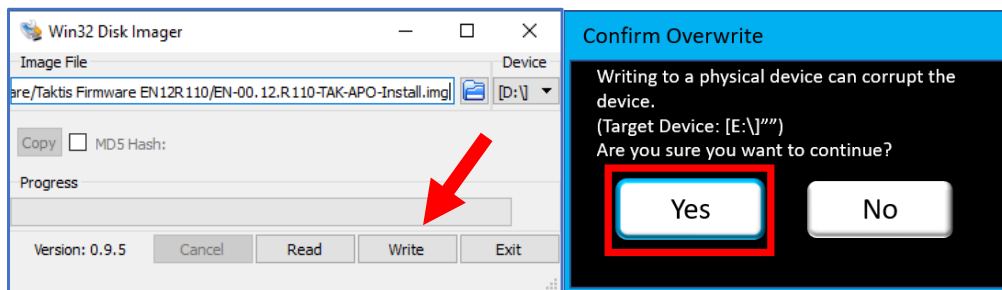 Win32 Disk Imager
Image File
Device
are/Taktis Firmware EN12R110/EN-00.12.R110-TAK-APO-Install.img
[D:\]
Copy
MD5 Hash:
Progress
Version: 0.9.5
Cancel
Read
Write
Exit
Confirm Overwrite
Writing to a physical device can corrupt the
device.
(Target Device: [E:\]"")
Are you sure you want to continue?
Yes
No